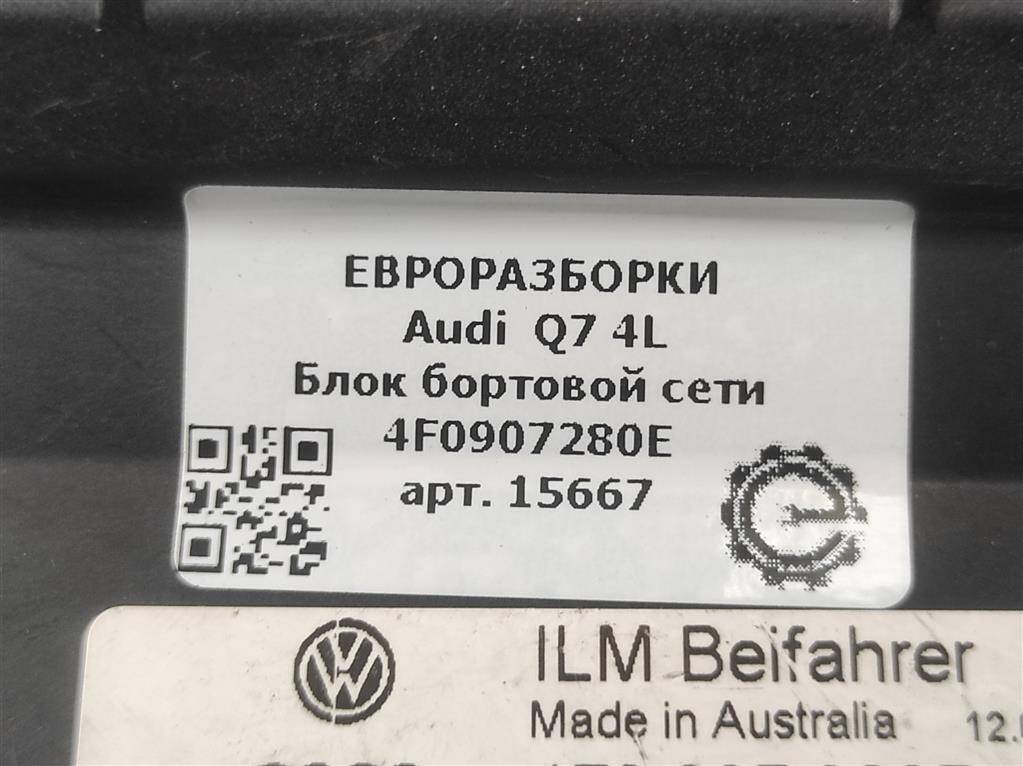 ЕВРОРАЗБОРКИ
Audi Q7 4L
Блок бортовой сети
4F0907280E
арт. 15667
ILM Beifahrer
Made in Australia